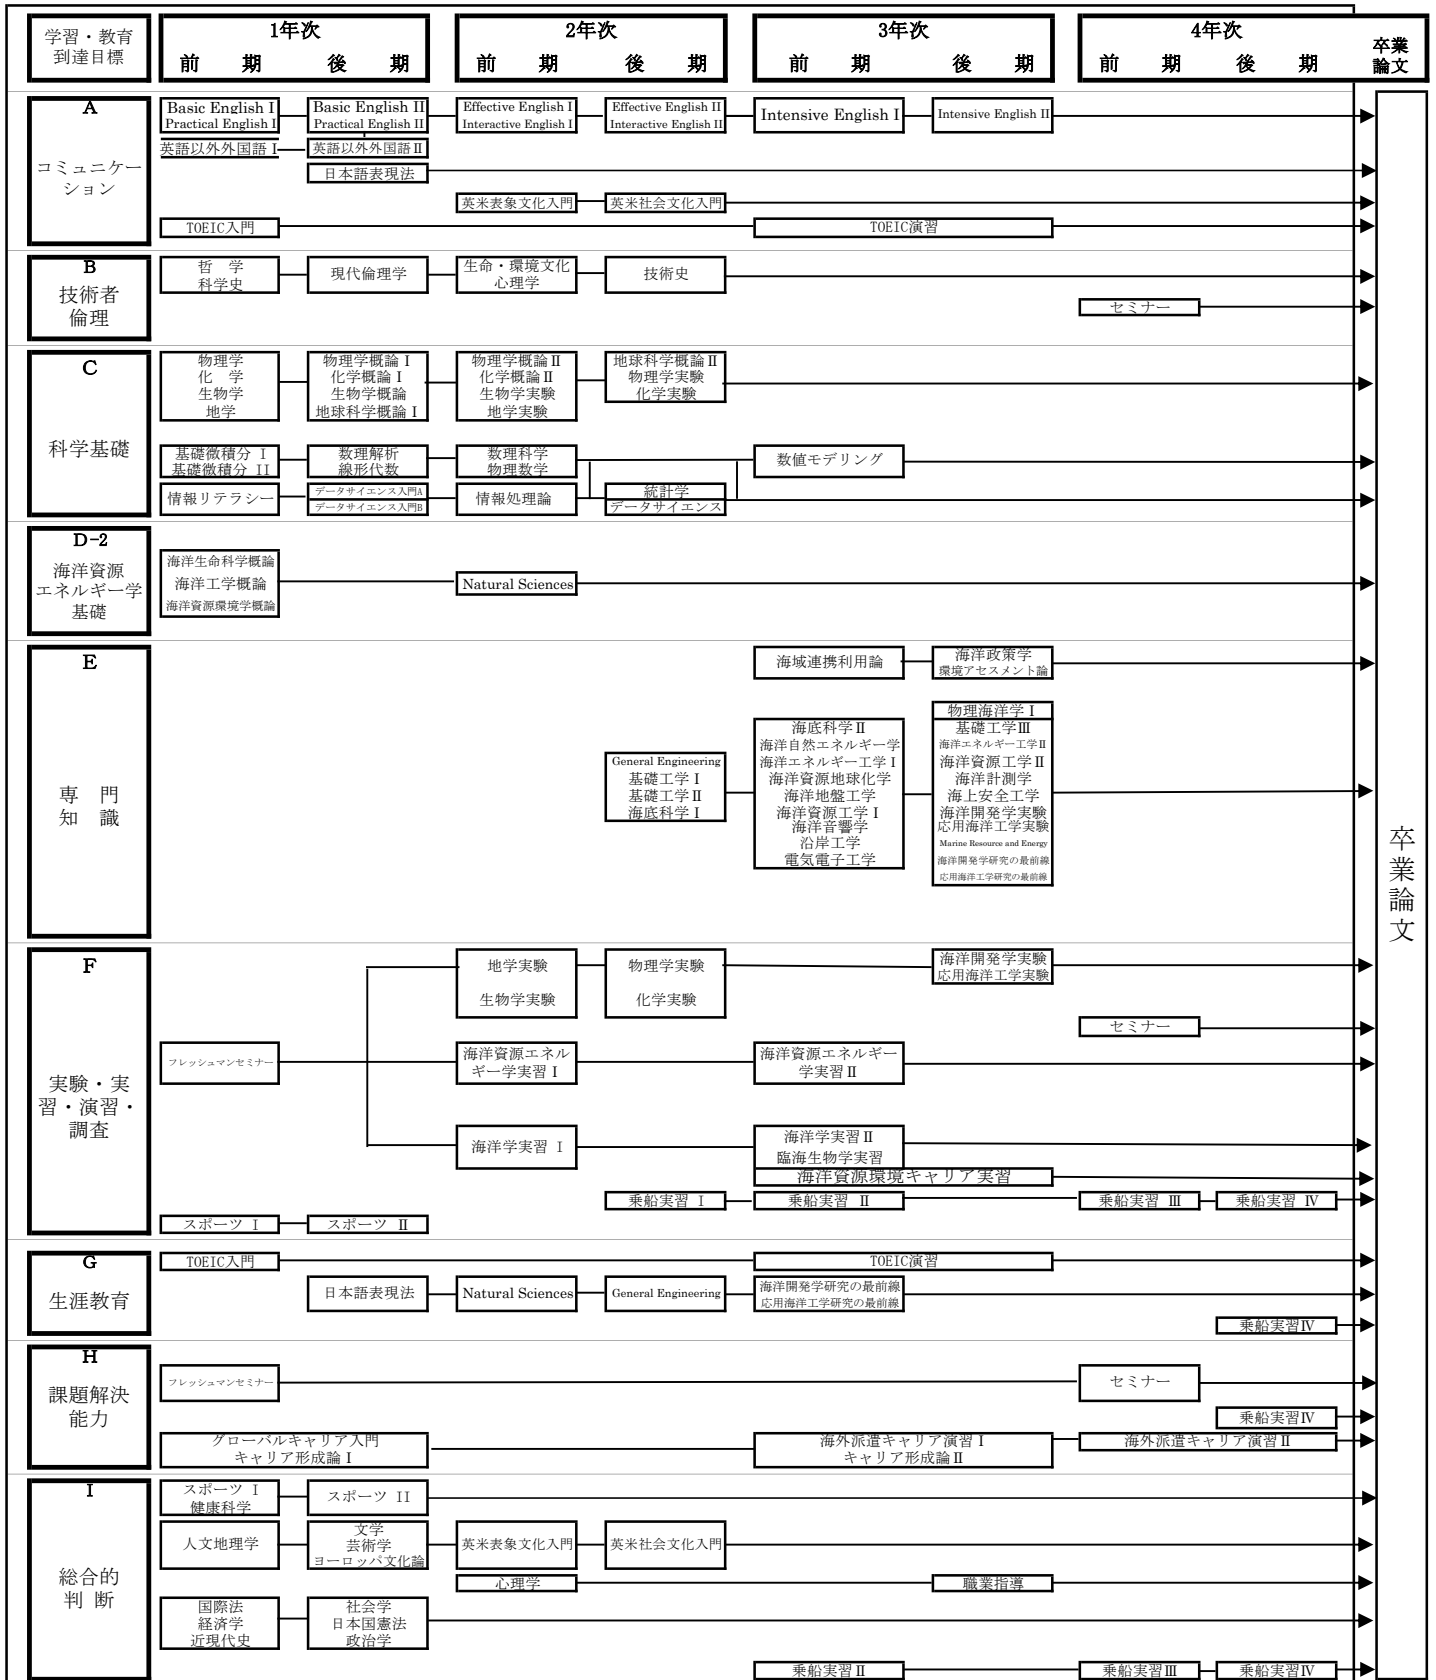 学習・教育
到達目標
1年次
前 期 後 期
2年次
前 期 後 期
3年次
前 期 後 期
4年次
前 期 後 期
卒業
論文
A
コミュニケー
ション
Basic English I
Practical English I
Basic English II
Practical English II
Effective English I
Interactive English I
Effective English II
Interactive English II
Intensive English I
Intensive English II
英語以外外国語 I
英語以外外国語Ⅱ
日本語表現法
英米表象文化入門
英米社会文化入門
TOEIC入門
TOEIC演習
B
技術者
倫理
哲 学
科学史
現代倫理学
生命・環境文化
心理学
技術史
セミナー
C
科学基礎
物理学
化 学
生物学
地学
物理学概論 I
化学概論 I
生物学概論
地球科学概論 I
物理学概論Ⅱ
化学概論Ⅱ
生物学実験
地学実験
地球科学概論Ⅱ
物理学実験
化学実験
基礎微積分 I
基礎微積分 II
数理解析
線形代数
数理科学
物理数学
数値モデリング
情報リテラシー
データサイエンス入門A
データサイエンス入門B
情報処理論
統計学
データサイエンス
D-2
海洋資源
エネルギー学
基礎
海洋生命科学概論
海洋工学概論
海洋資源環境学概論
Natural Sciences
E
専 門
知 識
海域連携利用論
海洋政策学
環境アセスメント論
General Engineering
基礎工学 I
基礎工学Ⅱ
海底科学 I
海底科学Ⅱ
海洋自然エネルギー学
海洋エネルギー工学 I
海洋資源地球化学
海洋地盤工学
海洋資源工学 I
海洋音響学
沿岸工学
電気電子工学
物理海洋学 I
基礎工学Ⅲ
海洋エネルギー工学Ⅱ
海洋資源工学Ⅱ
海洋計測学
海上安全工学
海洋開発学実験
応用海洋工学実験
Marine Resource and Energy
海洋開発学研究の最前線
応用海洋工学研究の最前線
卒業論文
F
実験・実
習・演習・
調査
地学実験
生物学実験
物理学実験
化学実験
海洋開発学実験
応用海洋工学実験
セミナー
フレッシュマンセミナー
海洋資源エネル
ギー学実習 I
海洋資源エネルギー
学実習Ⅱ
海洋学実習 I
海洋学実習Ⅱ
臨海生物学実習
海洋資源環境キャリア実習
乗船実習 I
乗船実習 Ⅱ
乗船実習 Ⅲ
乗船実習 Ⅳ
スポーツ I
スポーツ Ⅱ
G
生涯教育
TOEIC入門
TOEIC演習
日本語表現法
Natural Sciences
General Engineering
海洋開発学研究の最前線
応用海洋工学研究の最前線
乗船実習Ⅳ
H
課題解決
能力
フレッシュマンセミナー
セミナー
乗船実習Ⅳ
グローバルキャリア入門
キャリア形成論 I
海外派遣キャリア演習 I
キャリア形成論Ⅱ
海外派遣キャリア演習Ⅱ
I
総合的
判 断
スポーツ I
健康科学
スポーツ II
人文地理学
文学
芸術学
ヨーロッパ文化論
英米表象文化入門
英米社会文化入門
心理学
職業指導
国際法
経済学
近現代史
社会学
日本国憲法
政治学
乗船実習Ⅱ
乗船実習Ⅲ
乗船実習Ⅳ